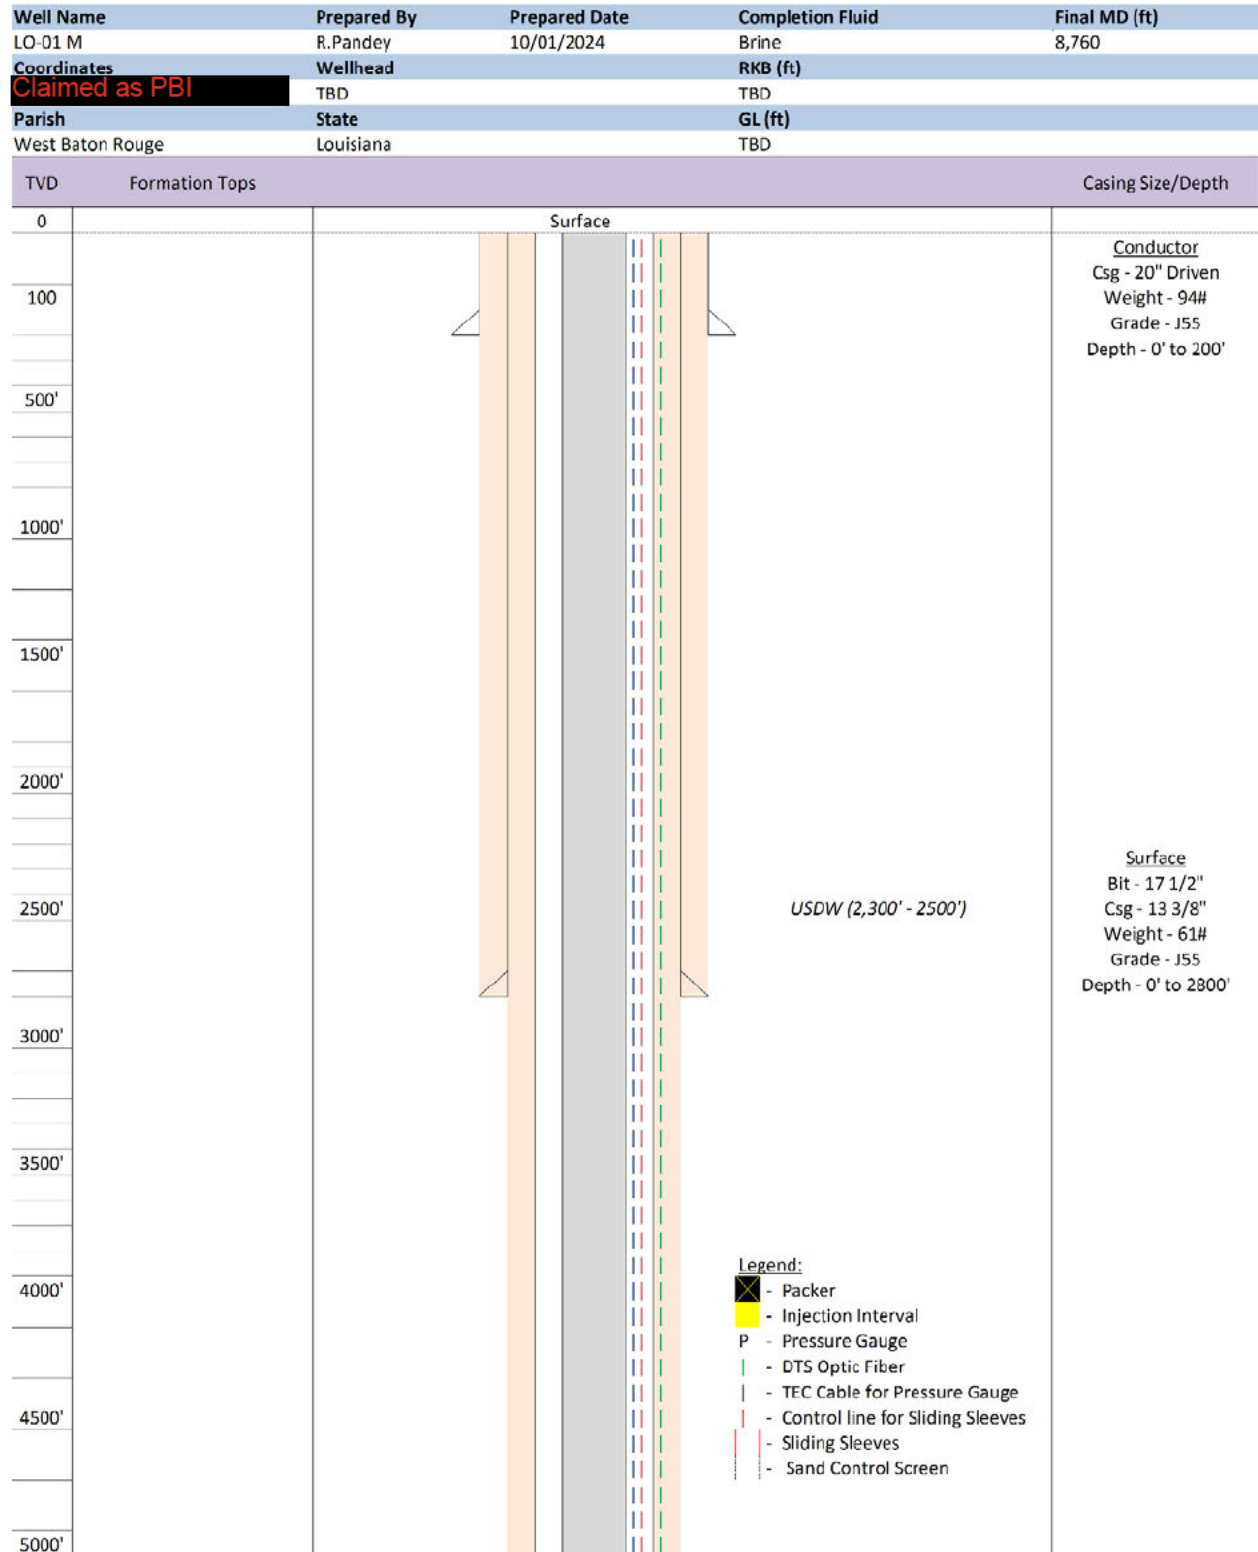 Well Name Prepared By Prepared Date Completion Fluid Final MD (ft)
LO-01 M R.Pandey 10/01/2024 Brine 8,760
Coordinates Wellhead RKB (ft)
Claimed as PBI TBD TBD
Parish State GL (ft)
West Baton Rouge Louisiana TBD
TVD Formation Tops Casing Size/Depth
0 Surface
Conductor
Csg - 20" Driven
100 Weight - 94#
Grade - J55
Depth - 0' to 200'
500'
1000'
1500'
2000'
Surface
Bit - 17 1/2"
2500' USDW (2,300' - 2500') Csg - 13 3/8"
Weight - 61#
Grade - J55
Depth - 0' to 2800'
3000'
3500'
Legend:
4000' - Packer
- Injection Interval
P - Pressure Gauge
- DTS Optic Fiber
- TEC Cable for Pressure Gauge
4500' - Control line for Sliding Sleeves
- Sliding Sleeves
- Sand Control Screen
5000'